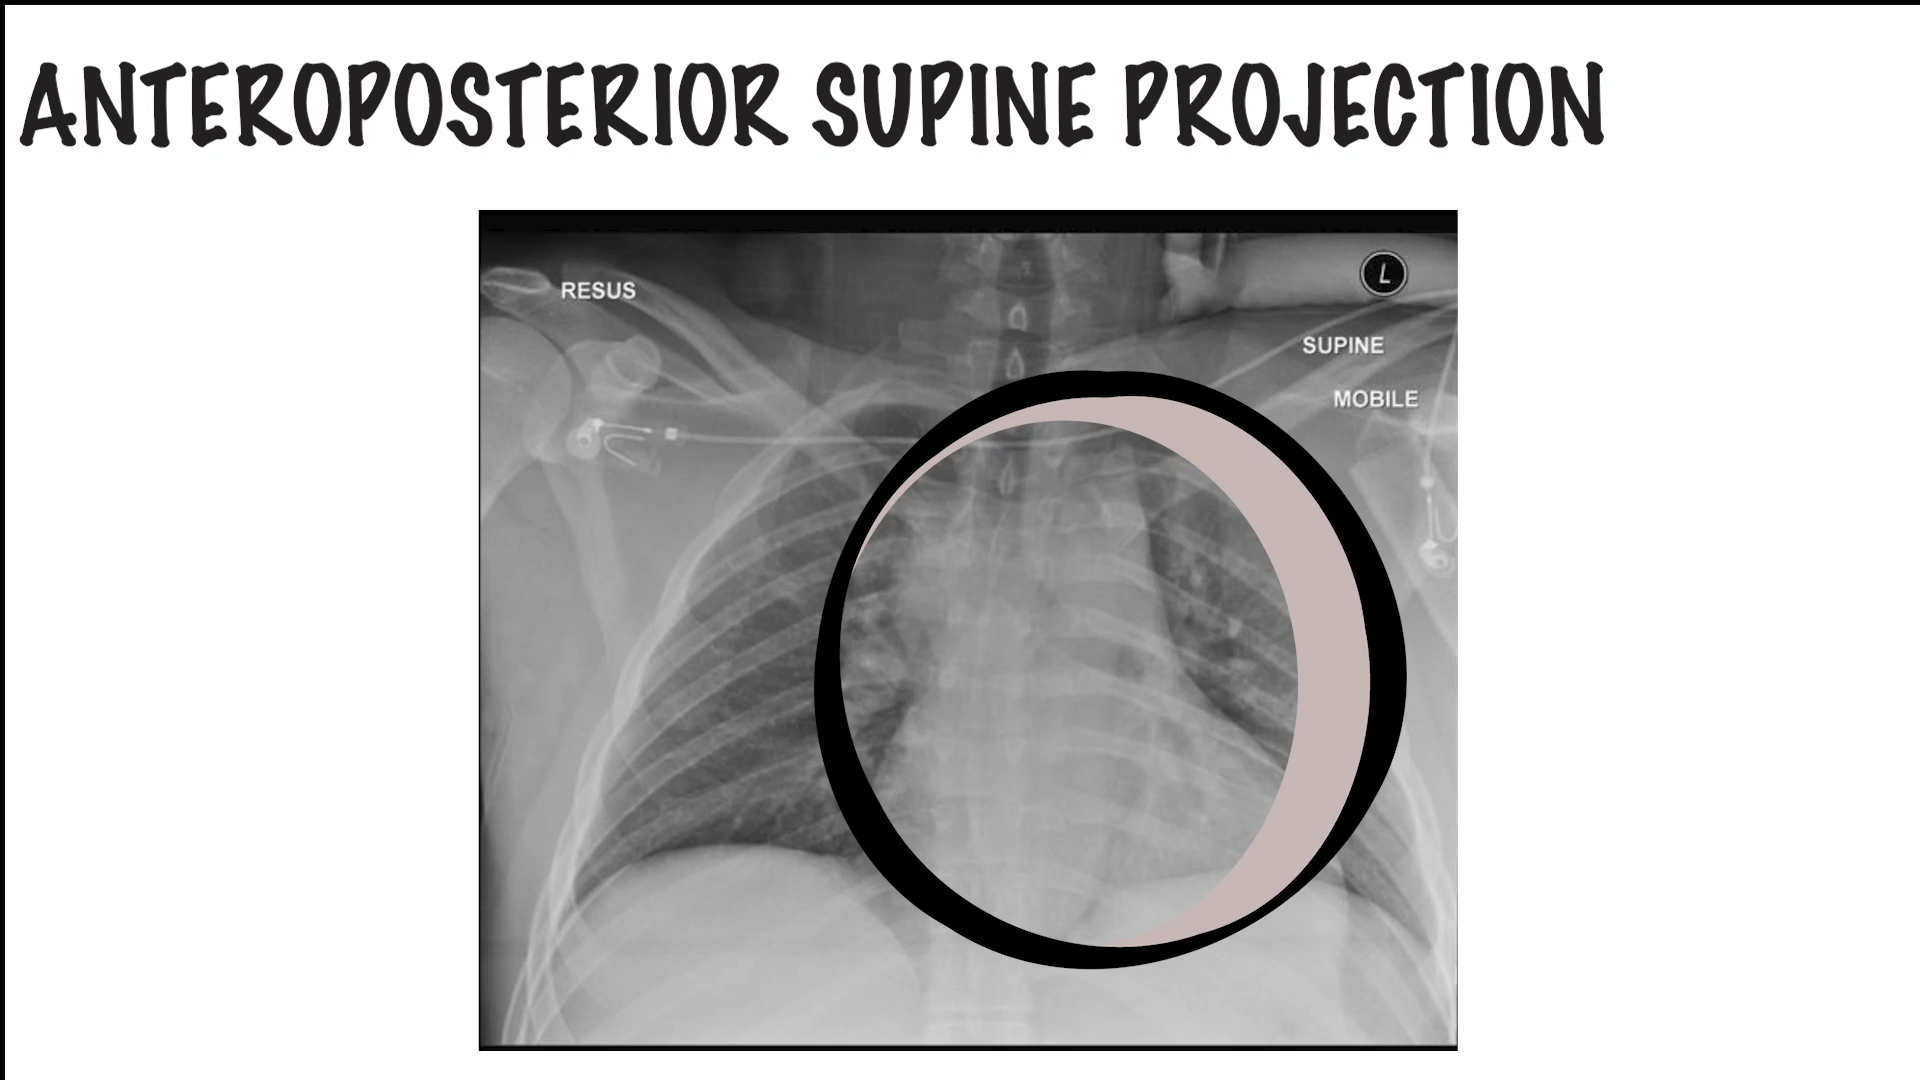 ANTEROPOSTERIOR SUPINE PROJECTION
RESUS
L
SUPINE
MOBILE